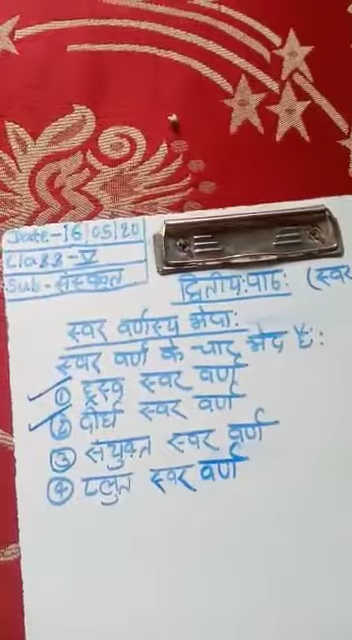 Date-16/05/20
Class-V
Sub-संस्कृत
द्वितीय:पाठ: (स्वर
स्वर वर्णस्य भेदा:
स्वर वर्ण के चार भेद हैं:
① ह्रस्व स्वर वर्ण
② दीर्घ स्वर वर्ण
③ संयुक्त स्वर वर्ण
④ प्लुत स्वर वर्ण